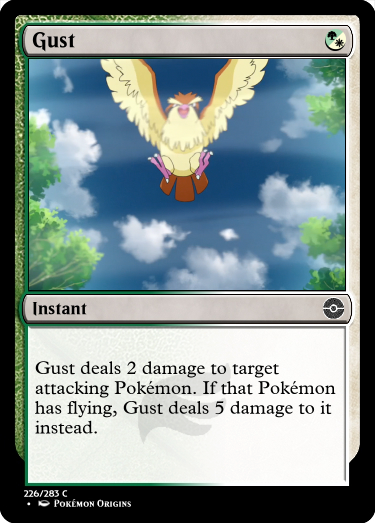 Gust
Instant
Gust deals 2 damage to target
attacking Pokémon. If that Pokémon
has flying, Gust deals 5 damage to it
instead.
226/283 C
• Pokémon Origins